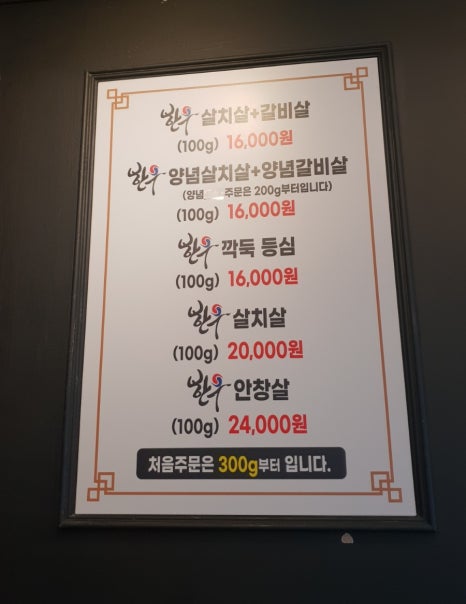 한우 살치살+갈비살
(100g) 16,000원
한우 양념살치살+양념갈비살
(양념 주문은 200g부터입니다)
(100g) 16,000원
한우 깍둑 등심
(100g) 16,000원
한우 살치살
(100g) 20,000원
한우 안창살
(100g) 24,000원
처음주문은 300g부터 입니다.